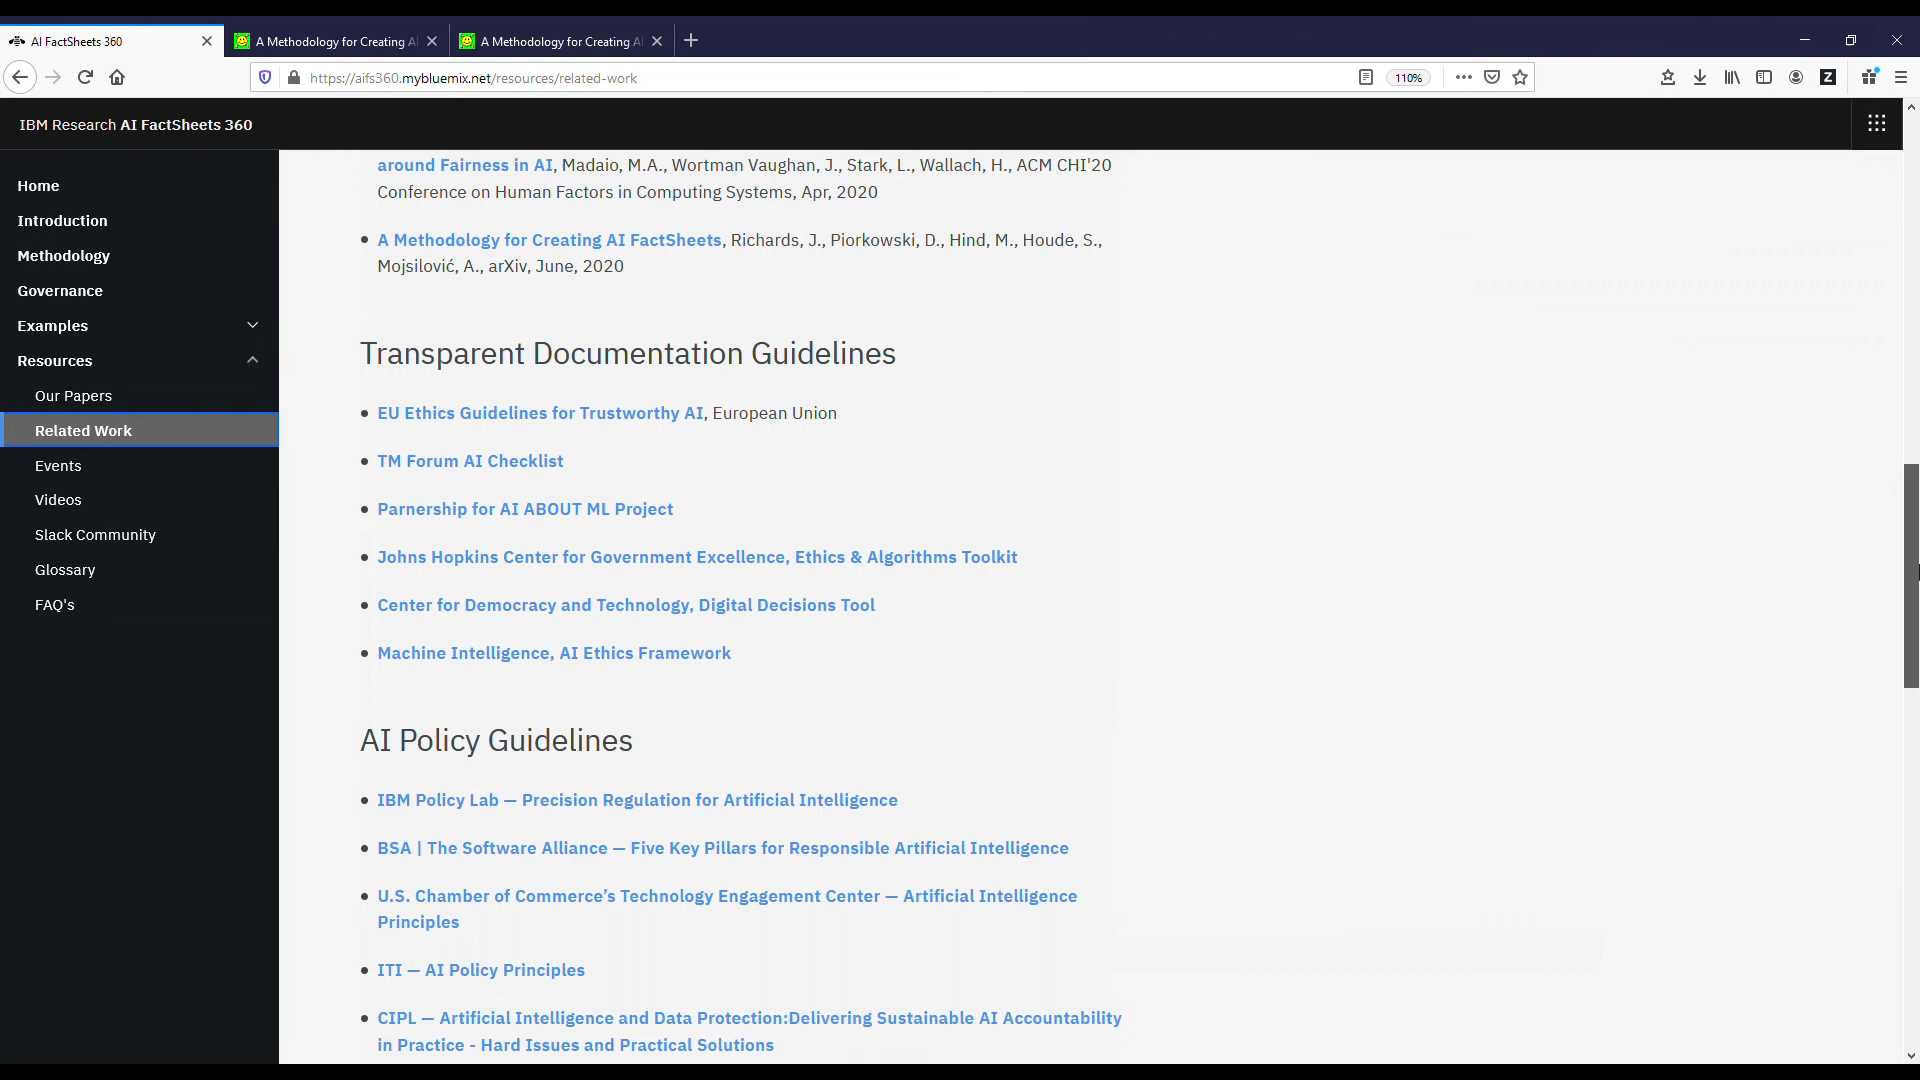 AI FactSheets 360
A Methodology for Creating AI
A Methodology for Creating AI
https://aifs360.mybluemix.net/resources/related-work
110%
Z
IBM Research AI FactSheets 360
Home
Introduction
Methodology
Governance
Examples
Resources
Our Papers
Related Work
Events
Videos
Slack Community
Glossary
FAQ's
around Fairness in AI, Madaio, M.A., Wortman Vaughan, J., Stark, L., Wallach, H., ACM CHI'20
Conference on Human Factors in Computing Systems, Apr, 2020
A Methodology for Creating AI FactSheets, Richards, J., Piorkowski, D., Hind, M., Houde, S.,
Mojsilović, A., arXiv, June, 2020
Transparent Documentation Guidelines
EU Ethics Guidelines for Trustworthy AI, European Union
TM Forum AI Checklist
Parnership for AI ABOUT ML Project
Johns Hopkins Center for Government Excellence, Ethics & Algorithms Toolkit
Center for Democracy and Technology, Digital Decisions Tool
Machine Intelligence, AI Ethics Framework
AI Policy Guidelines
IBM Policy Lab — Precision Regulation for Artificial Intelligence
BSA | The Software Alliance — Five Key Pillars for Responsible Artificial Intelligence
U.S. Chamber of Commerce’s Technology Engagement Center — Artificial Intelligence
Principles
ITI — AI Policy Principles
CIPL — Artificial Intelligence and Data Protection:Delivering Sustainable AI Accountability
in Practice - Hard Issues and Practical Solutions